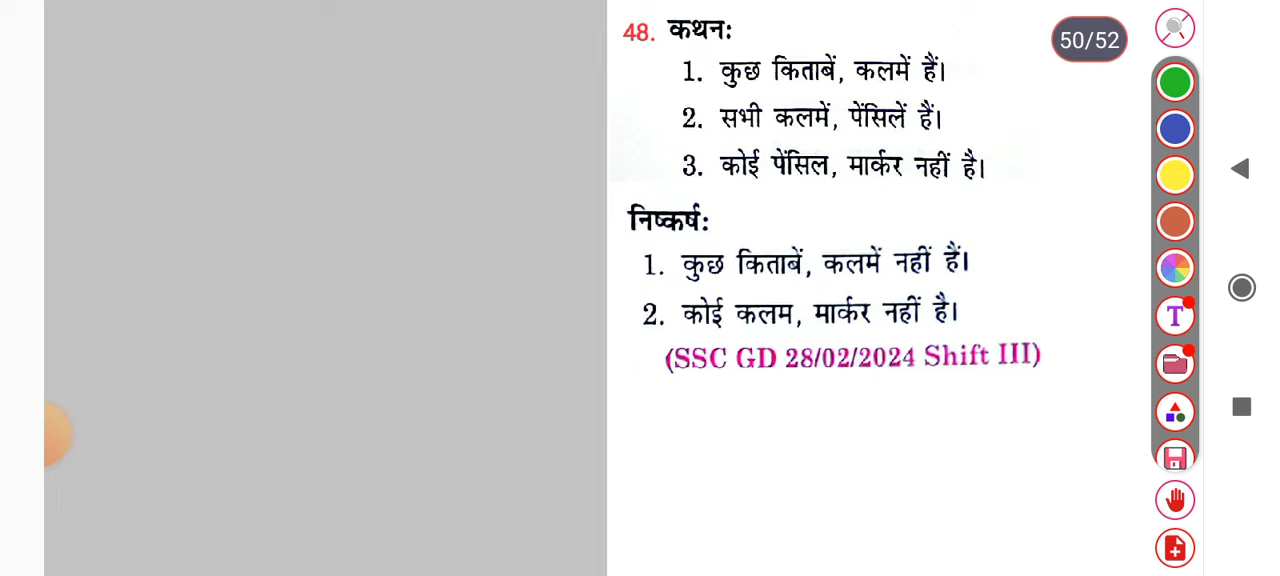 48. कथन:
50/52
1. कुछ किताबें, कलमें हैं।
2. सभी कलमें, पेंसिलें हैं।
3. कोई पेंसिल, मार्कर नहीं है।
निष्कर्ष:
1. कुछ किताबें, कलमें नहीं हैं।
2. कोई कलम, मार्कर नहीं है।
(SSC GD 28/02/2024 Shift III)
T